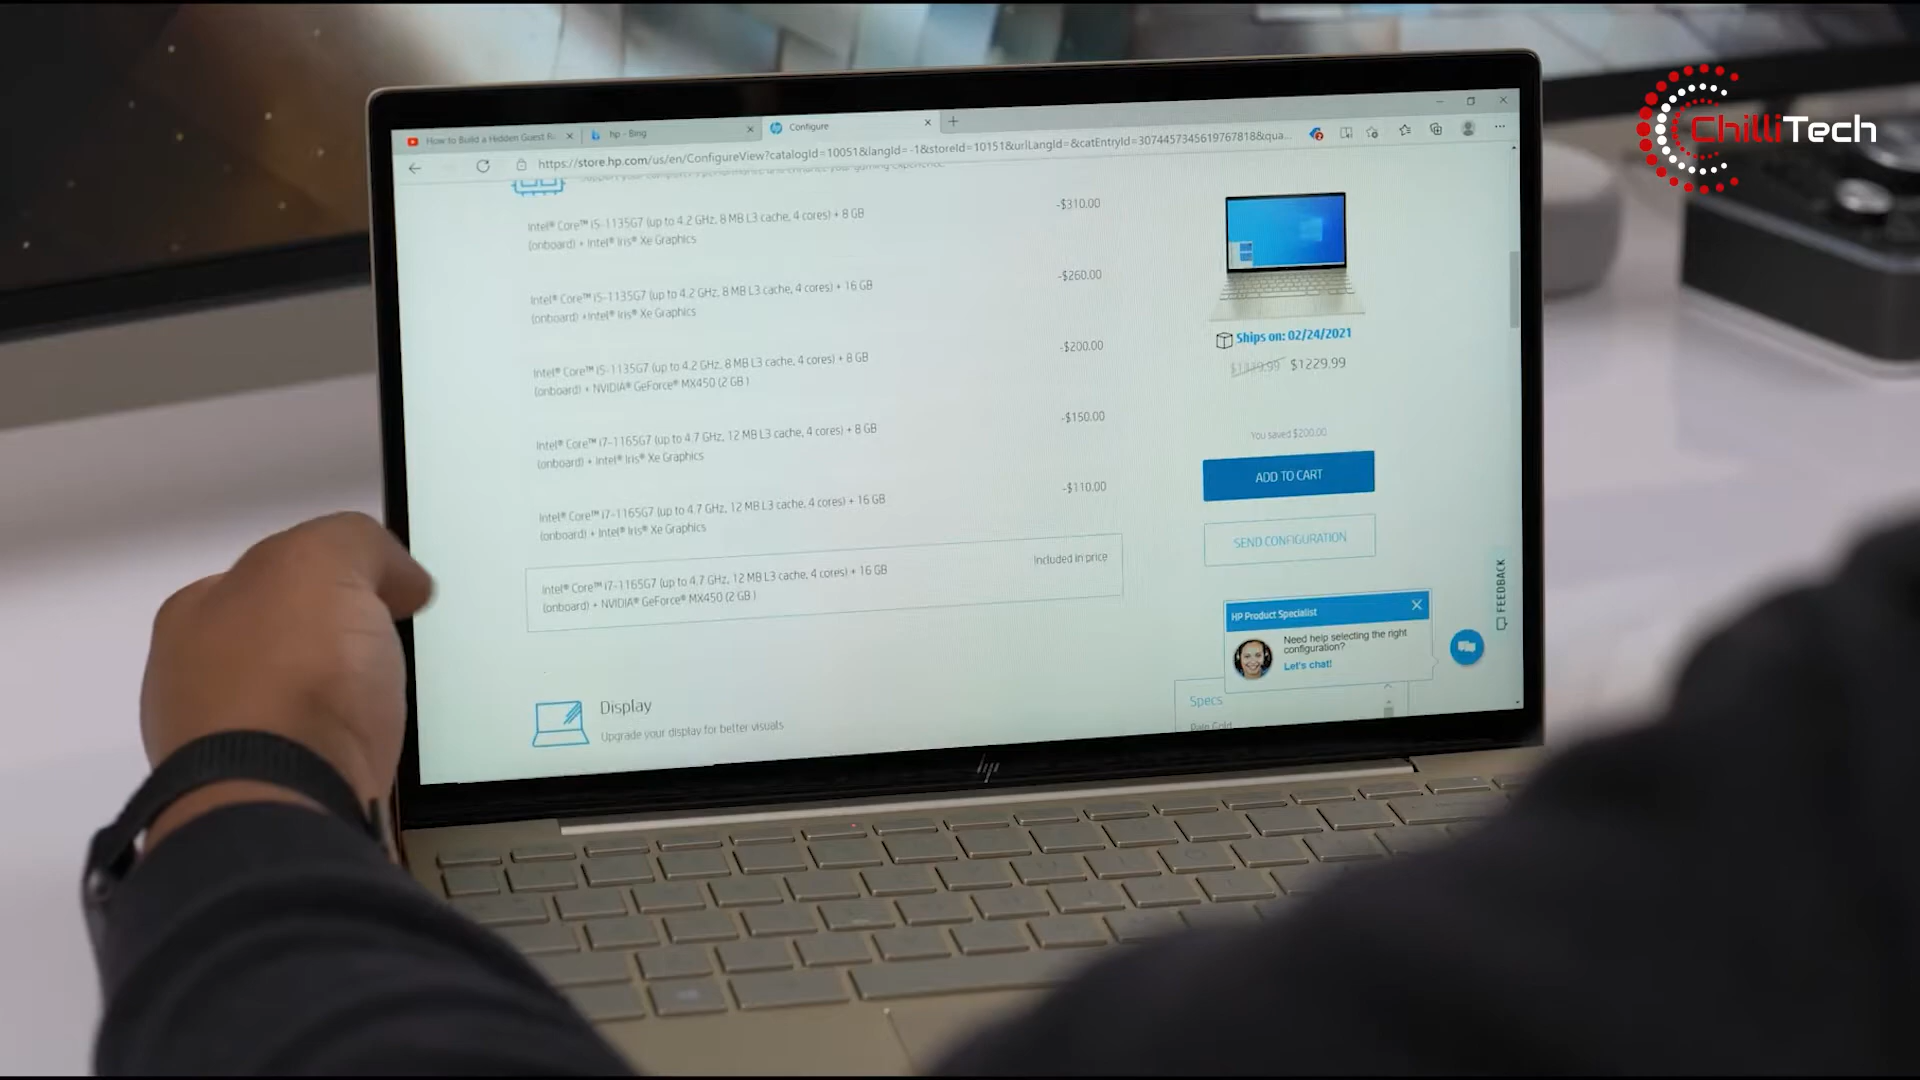 ChilliTech
How to Build a Hidden Guest R
hp - Bing
Configure
https://store.hp.com/us/en/ConfigureView?catalogId=10051&langId=-1&storeId=10151&urlLangId=&catEntryId=3074457345619767818&qua...
Intel® Core™ i5-1135G7 (up to 4.2 GHz, 8 MB L3 cache, 4 cores) + 8 GB
(onboard) + Intel® Iris® Xe Graphics
-$310.00
Intel® Core™ i5-1135G7 (up to 4.2 GHz, 8 MB L3 cache, 4 cores) + 16 GB
(onboard) +Intel® Iris® Xe Graphics
-$260.00
Intel® Core™ i5-1135G7 (up to 4.2 GHz, 8 MB L3 cache, 4 cores) + 8 GB
(onboard) + NVIDIA® GeForce® MX450 (2 GB )
-$200.00
Intel® Core™ i7-1165G7 (up to 4.7 GHz, 12 MB L3 cache, 4 cores) + 8 GB
(onboard) + Intel® Iris® Xe Graphics
-$150.00
Intel® Core™ i7-1165G7 (up to 4.7 GHz, 12 MB L3 cache, 4 cores) + 16 GB
(onboard) + Intel® Iris® Xe Graphics
-$110.00
Intel® Core™ i7-1165G7 (up to 4.7 GHz, 12 MB L3 cache, 4 cores) + 16 GB
(onboard) + NVIDIA® GeForce® MX450 (2 GB )
Included in price
Display
Upgrade your display for better visuals
Ships on: 02/24/2021
$1229.99
You saved $200.00
ADD TO CART
SEND CONFIGURATION
FEEDBACK
HP Product Specialist
Need help selecting the right
configuration?
Let's chat!
Specs
Pale Gold
hp